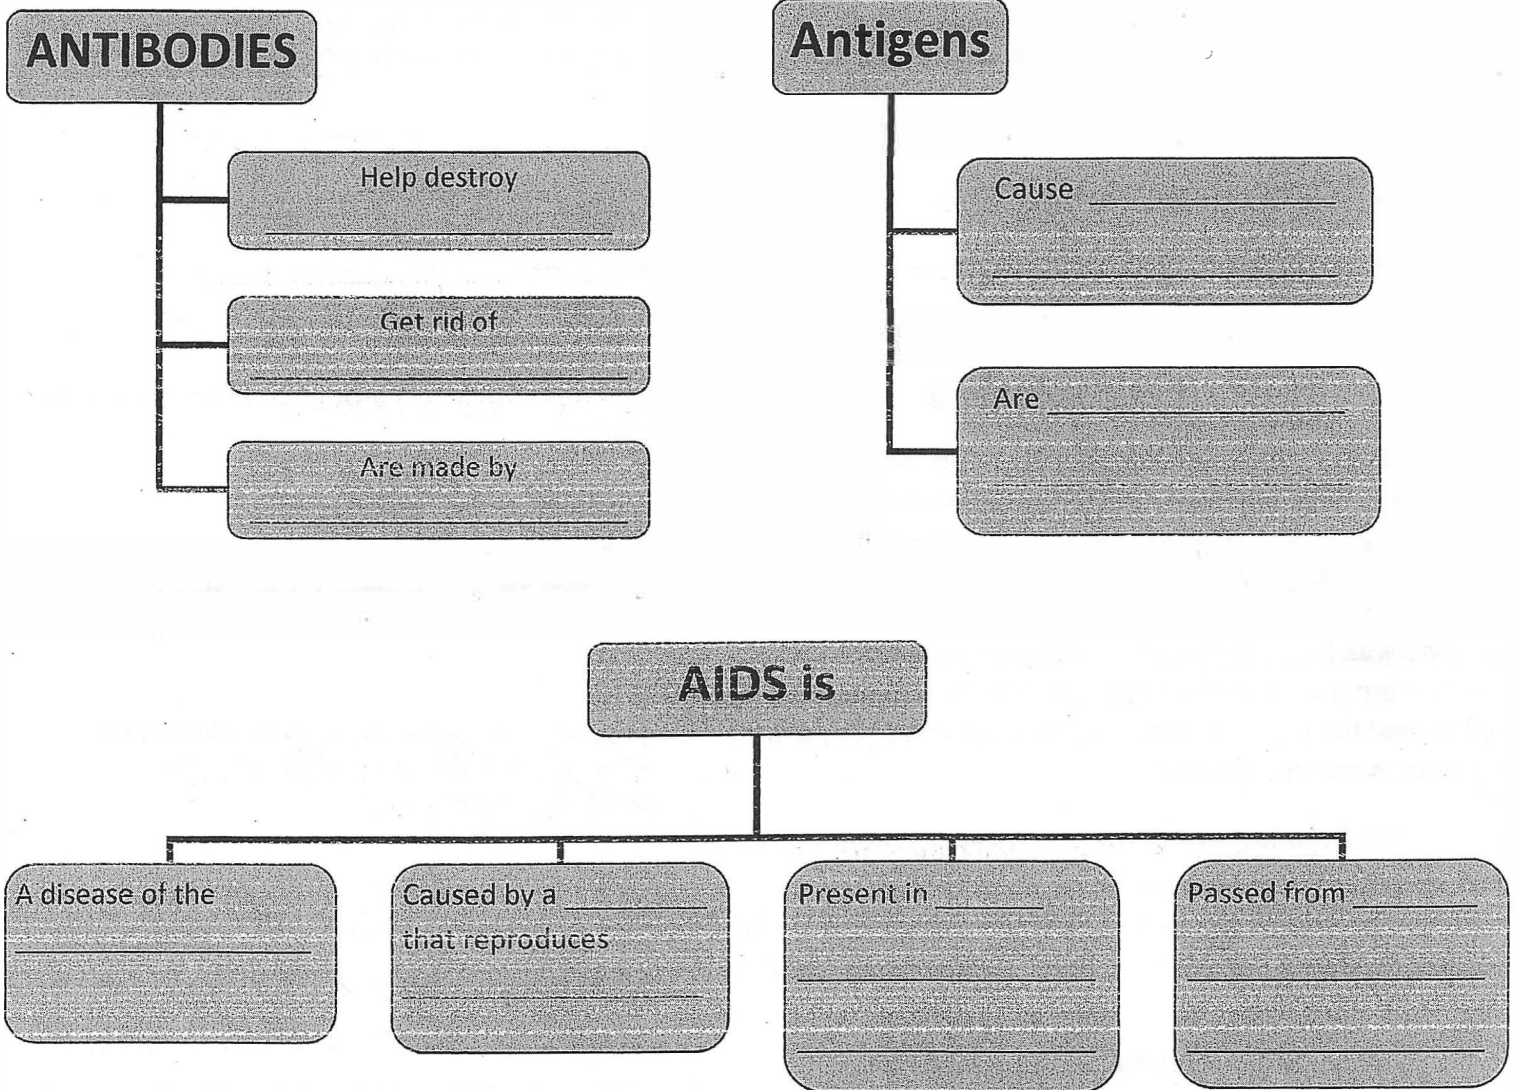 ANTIBODIES
Help destroy
Get rid of
Are made by
Antigens
Cause
Are
AIDS is
A disease of the
Caused by a
that reproduces
Present in
Passed from